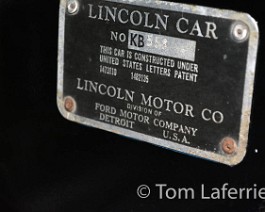 LINCOLN CAR
NO KB
THIS CAR IS CONSTRUCTED UNDER
UNITED STATES LETTERS PATENT
LINCOLN MOTOR CO
DIVISION OF
FORD MOTOR COMPANY
DETROIT U.S.A.
© Tom Laferrie